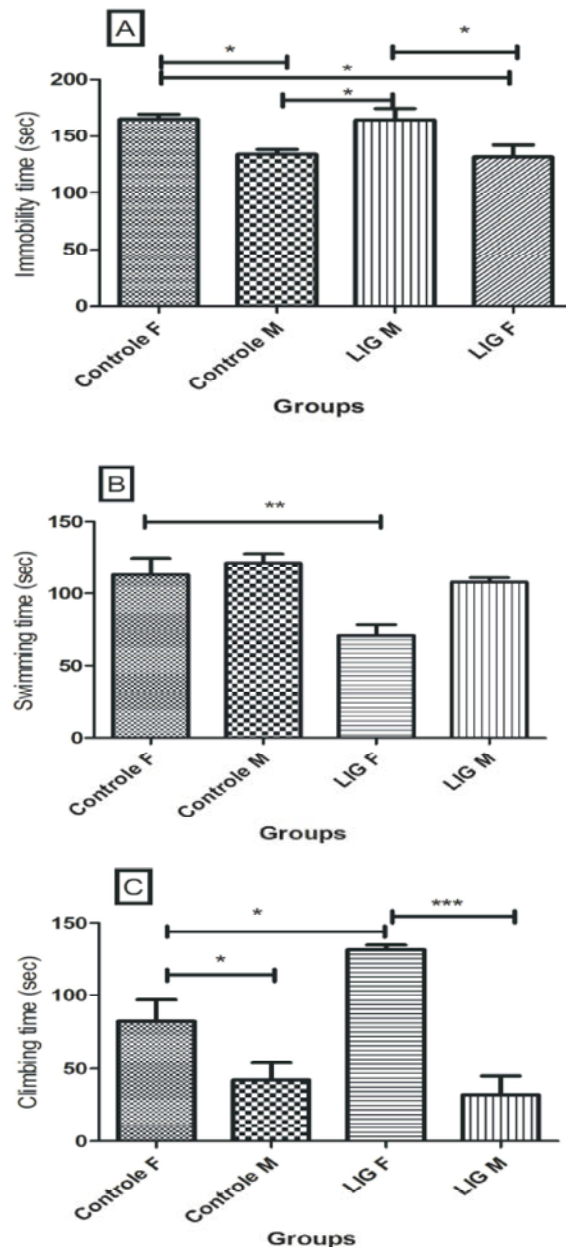 A
*
*
*
*
Immobility time (sec)
200
150
100
50
0
Controle F
Controle M
LIG M
LIG F
Groups
B
**
Swimming time (sec)
150
100
50
0
Controle F
Controle M
LIG F
LIG M
Groups
C
*
***
*
Climbing time (sec)
150
100
50
0
Controle F
Controle M
LIG F
LIG M
Groups